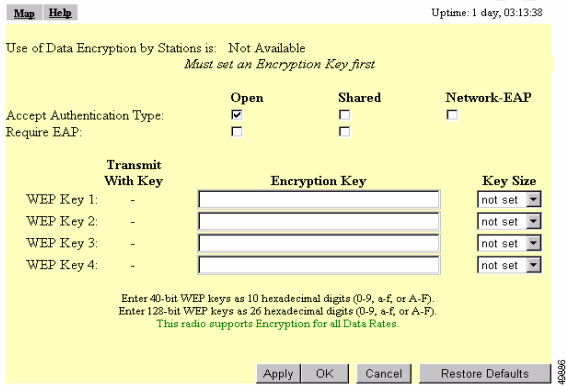 Map Help Uptime: 1 day, 03:13:38
Use of Data Encryption by Stations is: Not Available
Must set an Encryption Key first
Open Shared Network-EAP
Accept Authentication Type:
Require EAP:
Transmit
With Key Encryption Key Key Size
WEP Key 1: - not set
WEP Key 2: - not set
WEP Key 3: - not set
WEP Key 4: - not set
Enter 40-bit WEP keys as 10 hexadecimal digits (0-9, a-f, or A-F).
Enter 128-bit WEP keys as 26 hexadecimal digits (0-9, a-f, or A-F).
This radio supports Encryption for all Data Rates.
Apply OK Cancel Restore Defaults